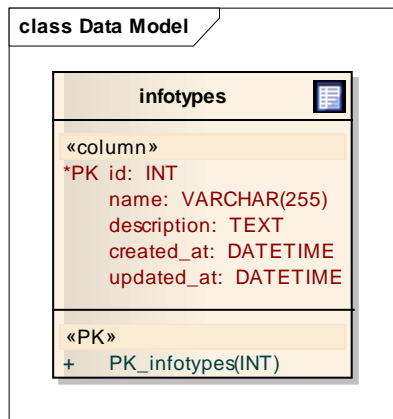 class Data Model
infotypes
«column»
*PK id: INT
name: VARCHAR(255)
description: TEXT
created_at: DATETIME
updated_at: DATETIME
«PK»
+ PK_infotypes(INT)